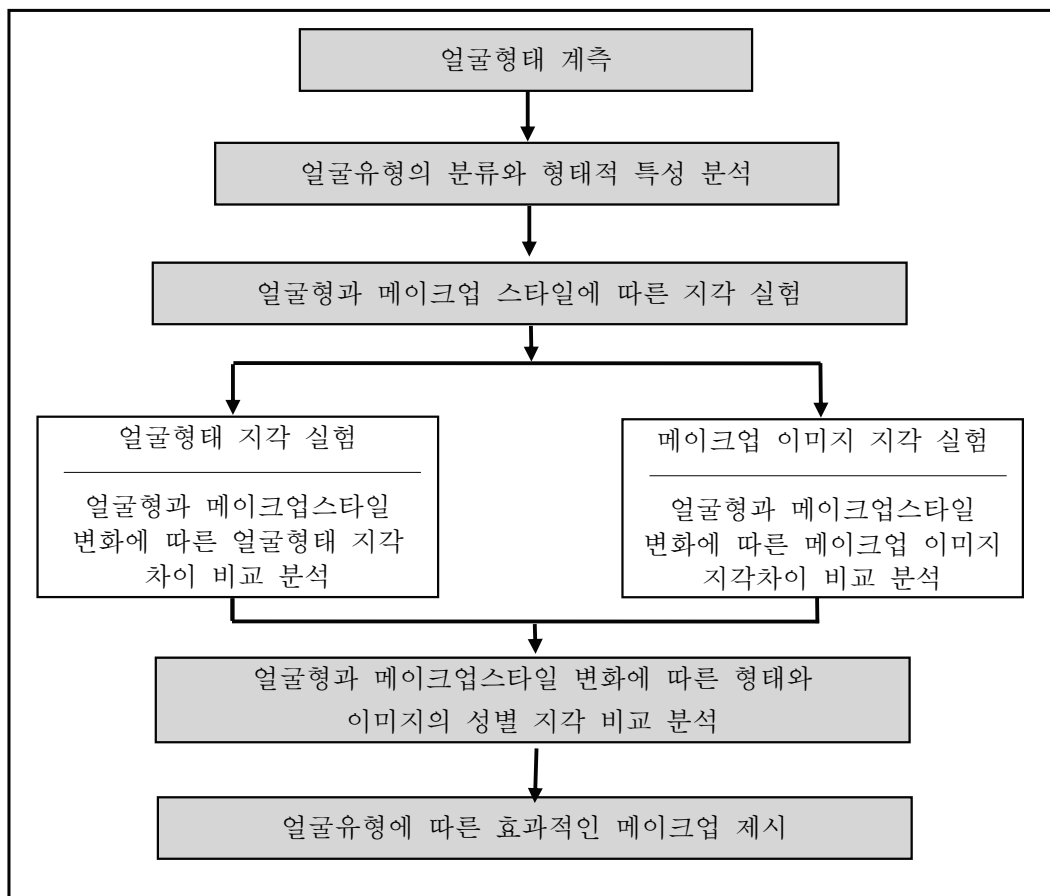 얼굴형태 계측
얼굴유형의 분류와 형태적 특성 분석
얼굴형과 메이크업 스타일에 따른 지각 실험
얼굴형태 지각 실험
얼굴형과 메이크업스타일
변화에 따른 얼굴형태 지각
차이 비교 분석
메이크업 이미지 지각 실험
얼굴형과 메이크업스타일
변화에 따른 메이크업 이미지
지각차이 비교 분석
얼굴형과 메이크업스타일 변화에 따른 형태와
이미지의 성별 지각 비교 분석
얼굴유형에 따른 효과적인 메이크업 제시